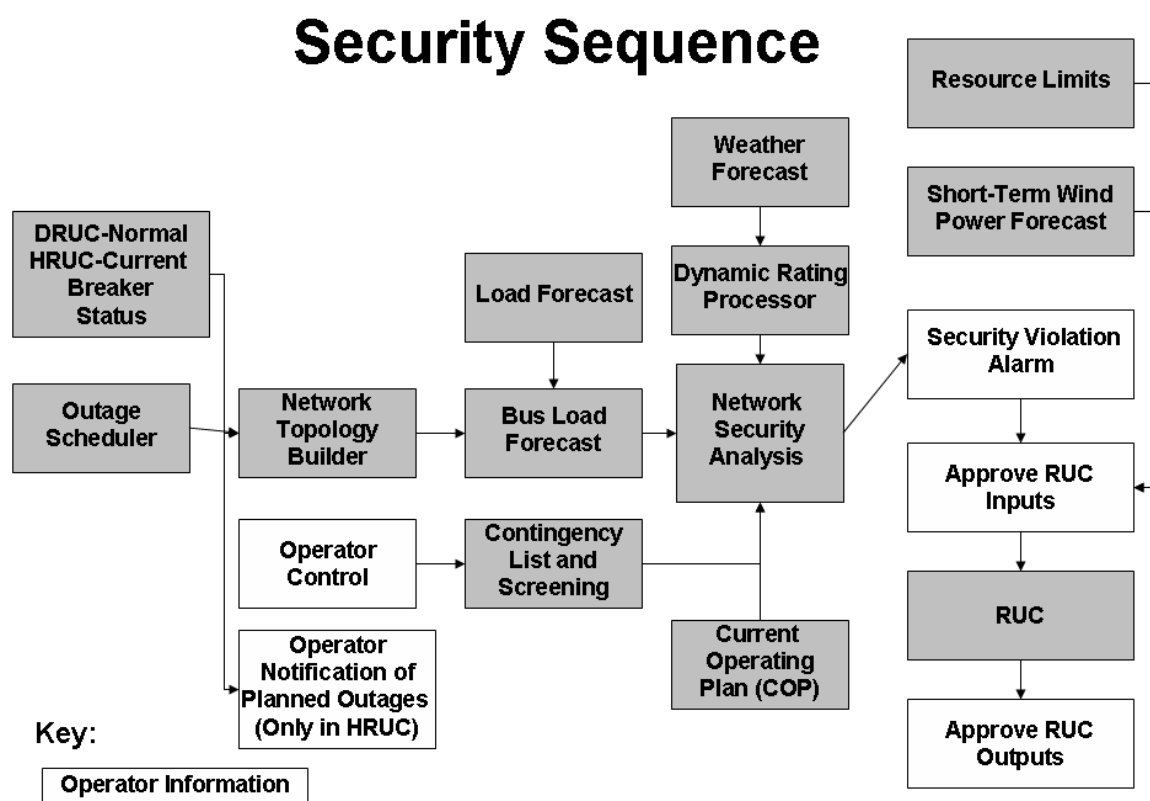 Security Sequence
Resource Limits
Weather
Forecast
Short-Term Wind
Power Forecast
DRUC-Normal
HRUC-Current
Breaker
Status
Load Forecast
Dynamic Rating
Processor
Security Violation
Alarm
Outage
Scheduler
Network
Topology
Builder
Bus Load
Forecast
Network
Security
Analysis
Approve RUC
Inputs
Operator
Control
Contingency
List and
Screening
RUC
Operator
Notification of
Planned Outages
(Only in HRUC)
Current
Operating
Plan (COP)
Approve RUC
Outputs
Key:
Operator Information